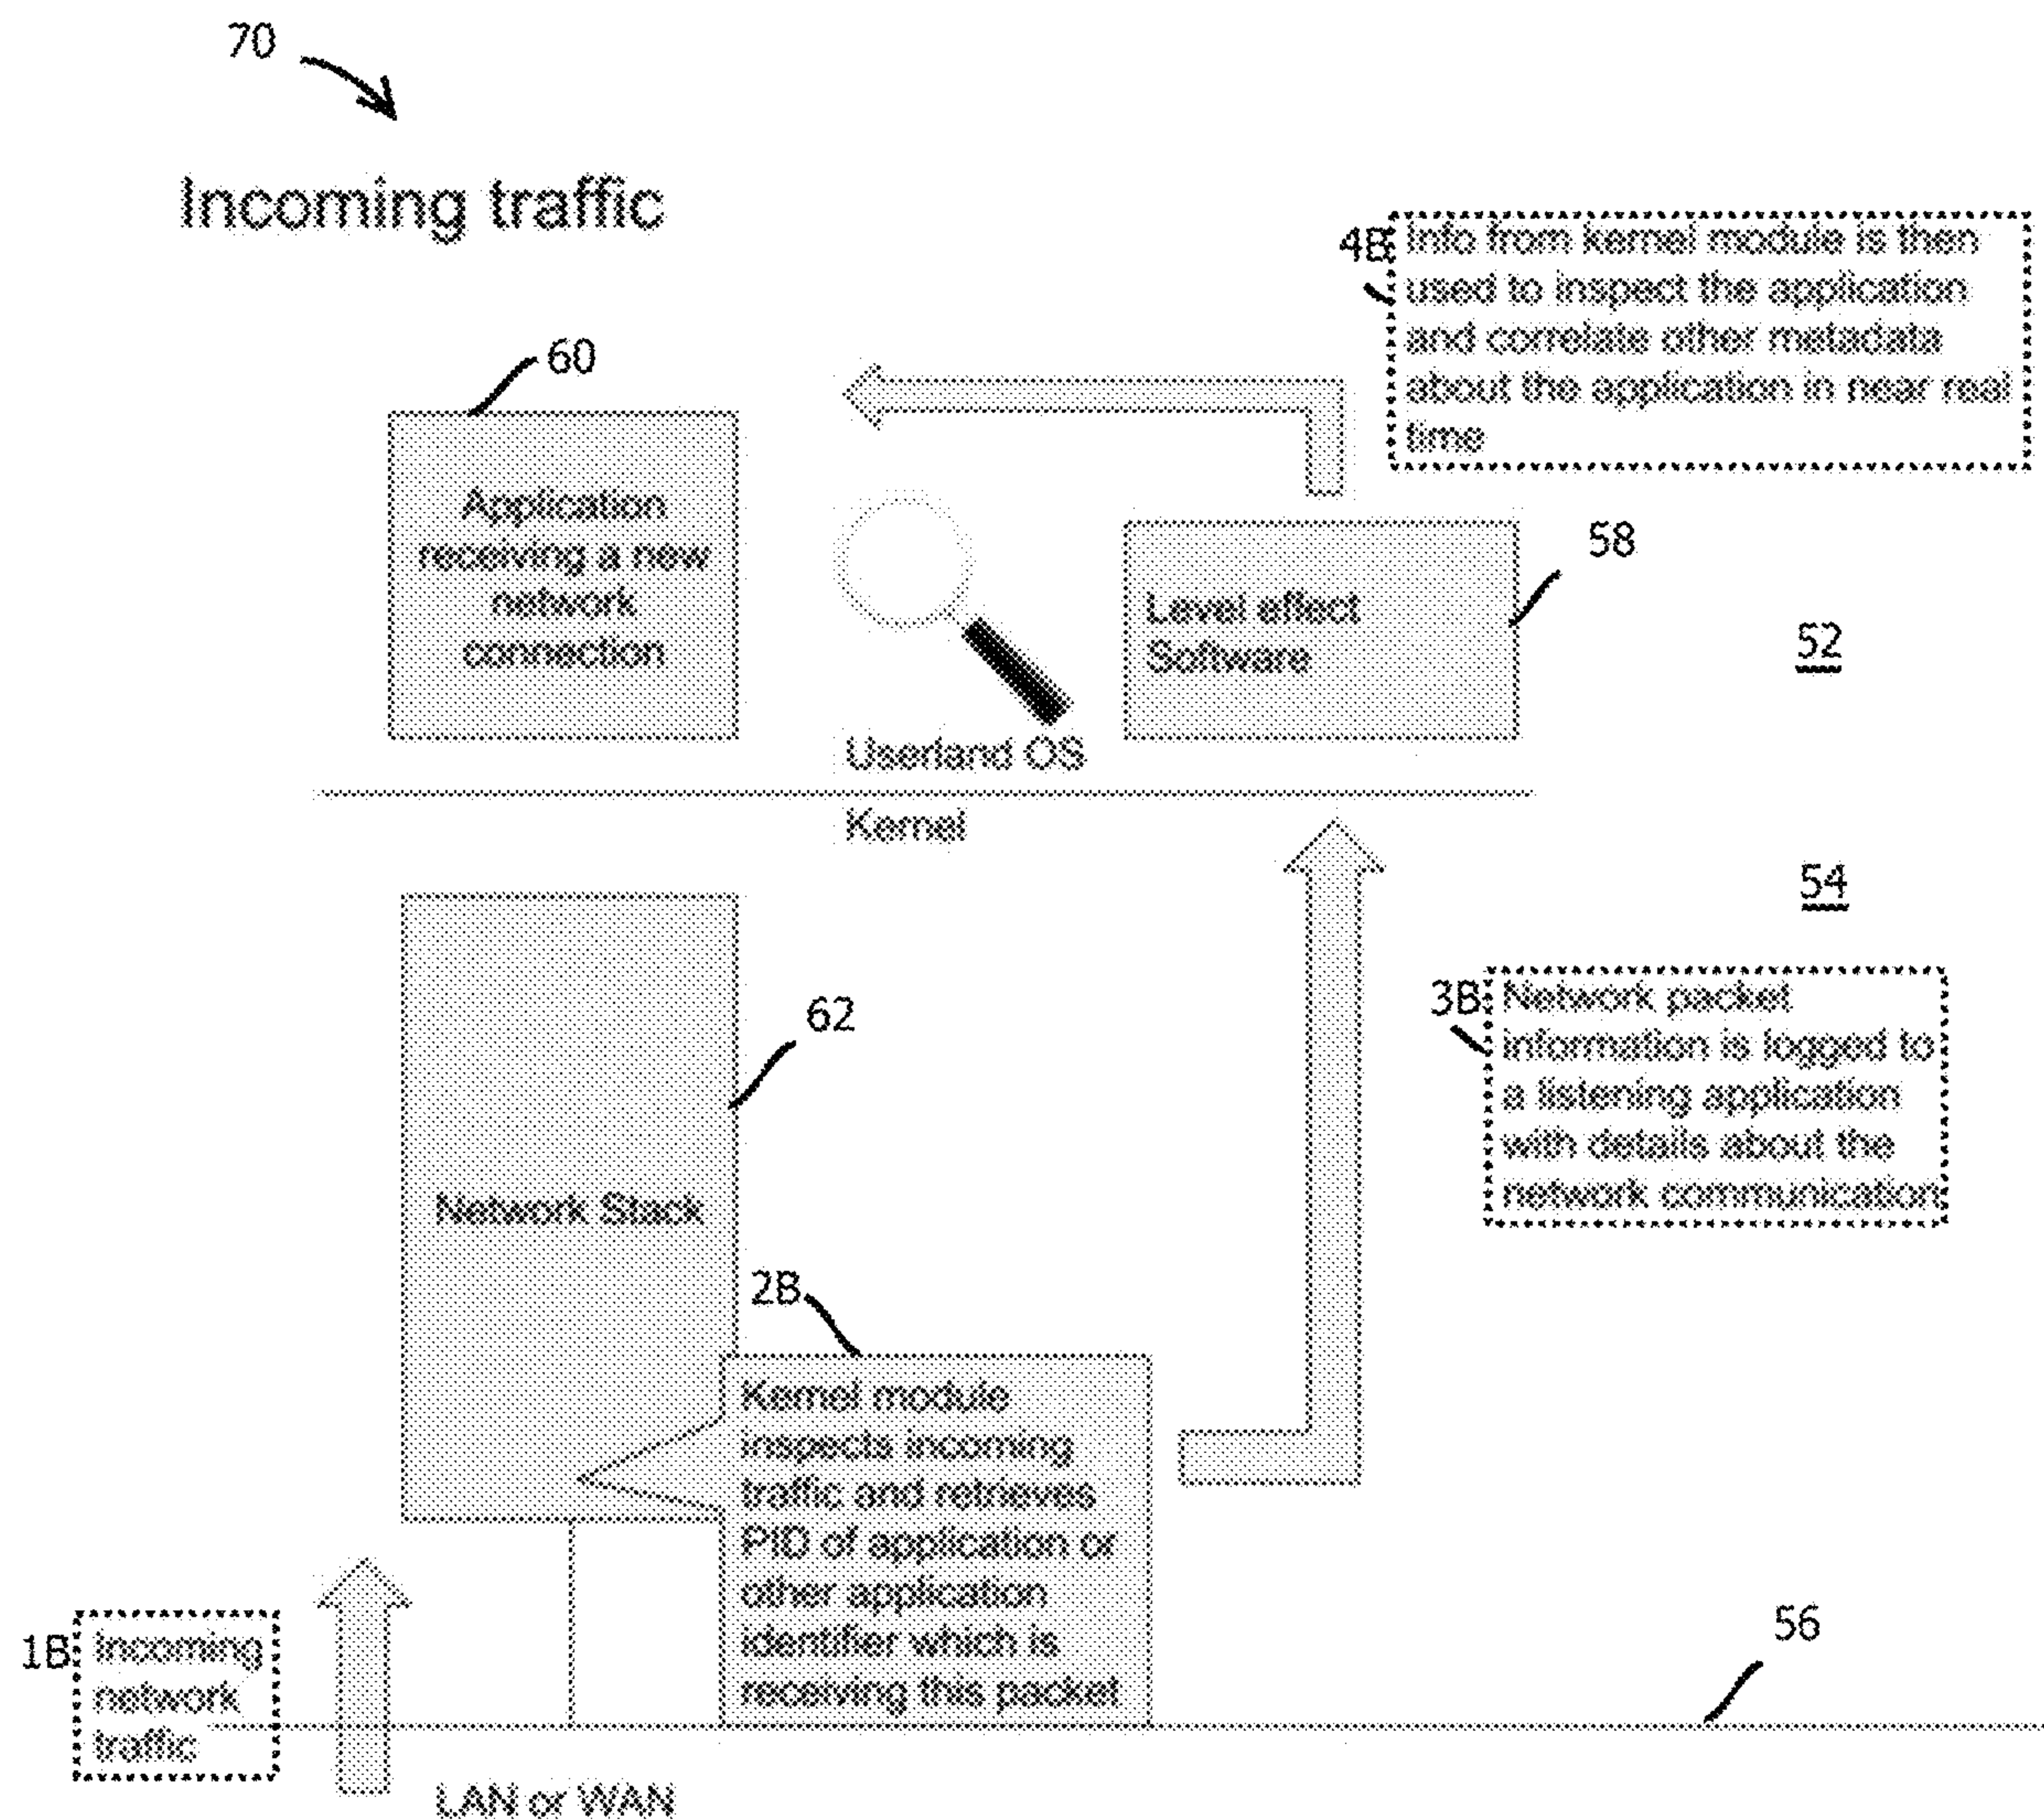 70
Incoming traffic
4B
Info from kernel module is then
used to inspect the application
and correlate other metadata
about the application in near real
time
60
Application
receiving a new
network
connection
58
Level effect
Software
52
Userland OS
Kernel
54
62
3B
Network packet
information is logged to
a listening application
with details about the
network communication
Network Stack
2B
Kernel module
inspects incoming
traffic and retrieves
PID of application or
other application
identifier which is
receiving this packet
1B
Incoming
network
traffic
56
LAN or WAN